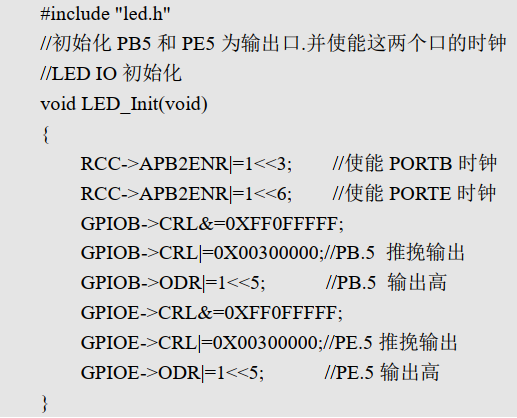 #include "led.h"
//初始化 PB5 和 PE5 为输出口.并使能这两个口的时钟
//LED IO 初始化
void LED_Init(void)
{
RCC->APB2ENR|=1<<3; //使能 PORTB 时钟
RCC->APB2ENR|=1<<6; //使能 PORTE 时钟
GPIOB->CRL&=0XFF0FFFFF;
GPIOB->CRL|=0X00300000;//PB.5 推挽输出
GPIOB->ODR|=1<<5; //PB.5 输出高
GPIOE->CRL&=0XFF0FFFFF;
GPIOE->CRL|=0X00300000;//PE.5 推挽输出
GPIOE->ODR|=1<<5; //PE.5 输出高
}